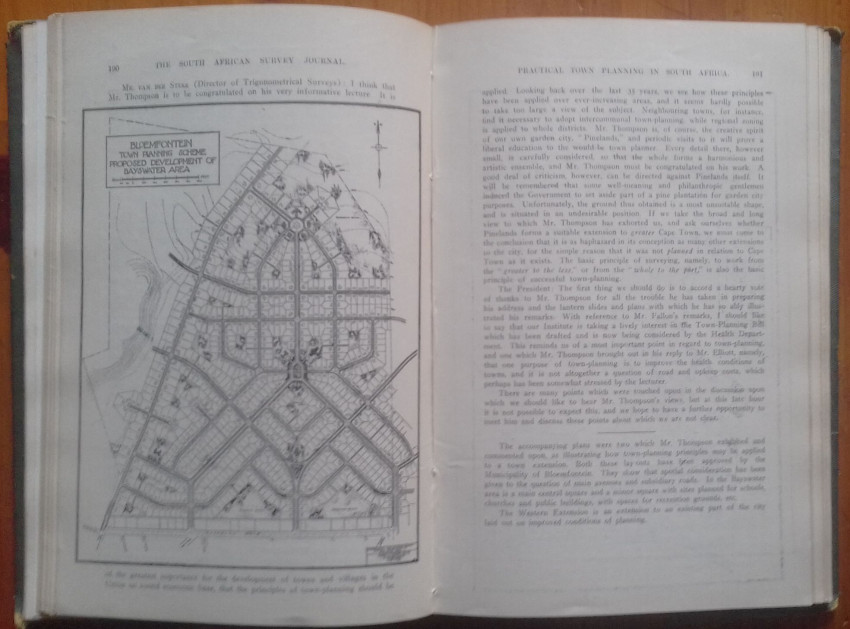 190
THE SOUTH AFRICAN SURVEY JOURNAL.
MR. VAN DER STERR (Director of Trigonometrical Surveys): I think that
Mr. Thompson is to be congratulated on his very informative lecture. It is
BLOEMFONTEIN
TOWN PLANNING SCHEME
PROPOSED DEVELOPMENT OF
BAYSWATER AREA
of the greatest importance for the development of towns and villages in the
Union on sound economic lines, that the principles of town-planning should be
PRACTICAL TOWN PLANNING IN SOUTH AFRICA.
191
applied. Looking back over the last 35 years, we see how these principles
have been applied over ever-increasing areas, and it seems hardly possible
to take too large a view of the subject. Neighbouring towns, for instance,
find it necessary to adopt intercommunal town-planning, while regional zoning
is applied to whole districts. Mr. Thompson is, of course, the creative spirit
of our own garden city, "Pinelands," and periodic visits to it will prove a
liberal education to the would-be town planner. Every detail there, however
small, is carefully considered, so that the whole forms a harmonious and
artistic ensemble, and Mr. Thompson must be congratulated on his work. A
good deal of criticism, however, can be directed against Pinelands itself. It
will be remembered that some well-meaning and philanthropic gentlemen
induced the Government to set aside part of a pine plantation for garden city
purposes. Unfortunately, the ground thus obtained is a most unsuitable shape,
and is situated in an undesirable position. If we take the broad and long
view to which Mr. Thompson has exhorted us, and ask ourselves whether
Pinelands forms a suitable extension to greater Cape Town, we must come to
the conclusion that it is as haphazard in its conception as many other extensions
to the city; for the simple reason that it was not planned in relation to Cape
Town as it exists. The basic principle of surveying, namely, to work from
the "greater to the less," or from the "whole to the part," is also the basic
principle of successful town-planning.
The President: The first thing we should do is to accord a hearty vote
of thanks to Mr. Thompson for all the trouble he has taken in preparing
his address and the lantern slides and plans with which he has so ably illus-
trated his remarks. With reference to Mr. Fallon's remarks, I should like
to say that our Institute is taking a lively interest in the Town-Planning Bill
which has been drafted and is now being considered by the Health Depart-
ment. This reminds us of a most important point in regard to town-planning,
and one which Mr. Thompson brought out in his reply to Mr. Elliott, namely,
that one purpose of town-planning is to improve the health conditions of
towns, and it is not altogether a question of road and upkeep costs, which
perhaps has been somewhat stressed by the lecturer.
There are many points which were touched upon in the discussion upon
which we should like to hear Mr. Thompson's views, but at this late hour
it is not possible to expect this, and we hope to have a further opportunity to
meet him and discuss those points about which we are not clear.
The accompanying plans were two which Mr. Thompson exhibited and
commented upon, as illustrating how town-planning principles may be applied
to a town extension. Both these lay-outs have been approved by the
Municipality of Bloemfontein. They show that special consideration has been
given to the question of main avenues and subsidiary roads. In the Bayswater
area is a main central square and a minor square with sites planned for schools,
churches and public buildings, with spaces for recreation grounds, etc.
The Western Extension is an extension to an existing part of the city
laid out on improved conditions of planning.